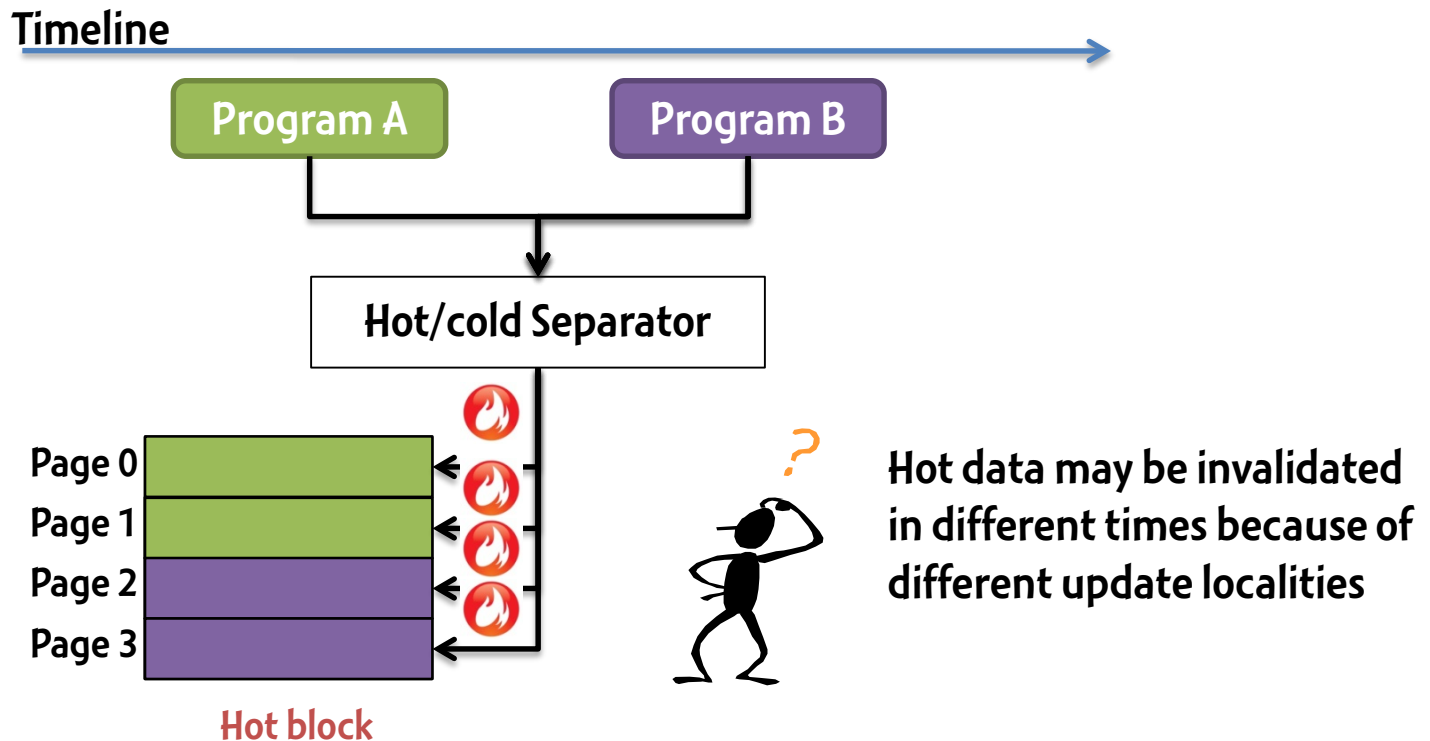 Timeline
Program A
Program B
Hot/cold Separator
Page 0
Page 1
Page 2
Page 3
Hot block
?
Hot data may be invalidated
in different times because of
different update localities